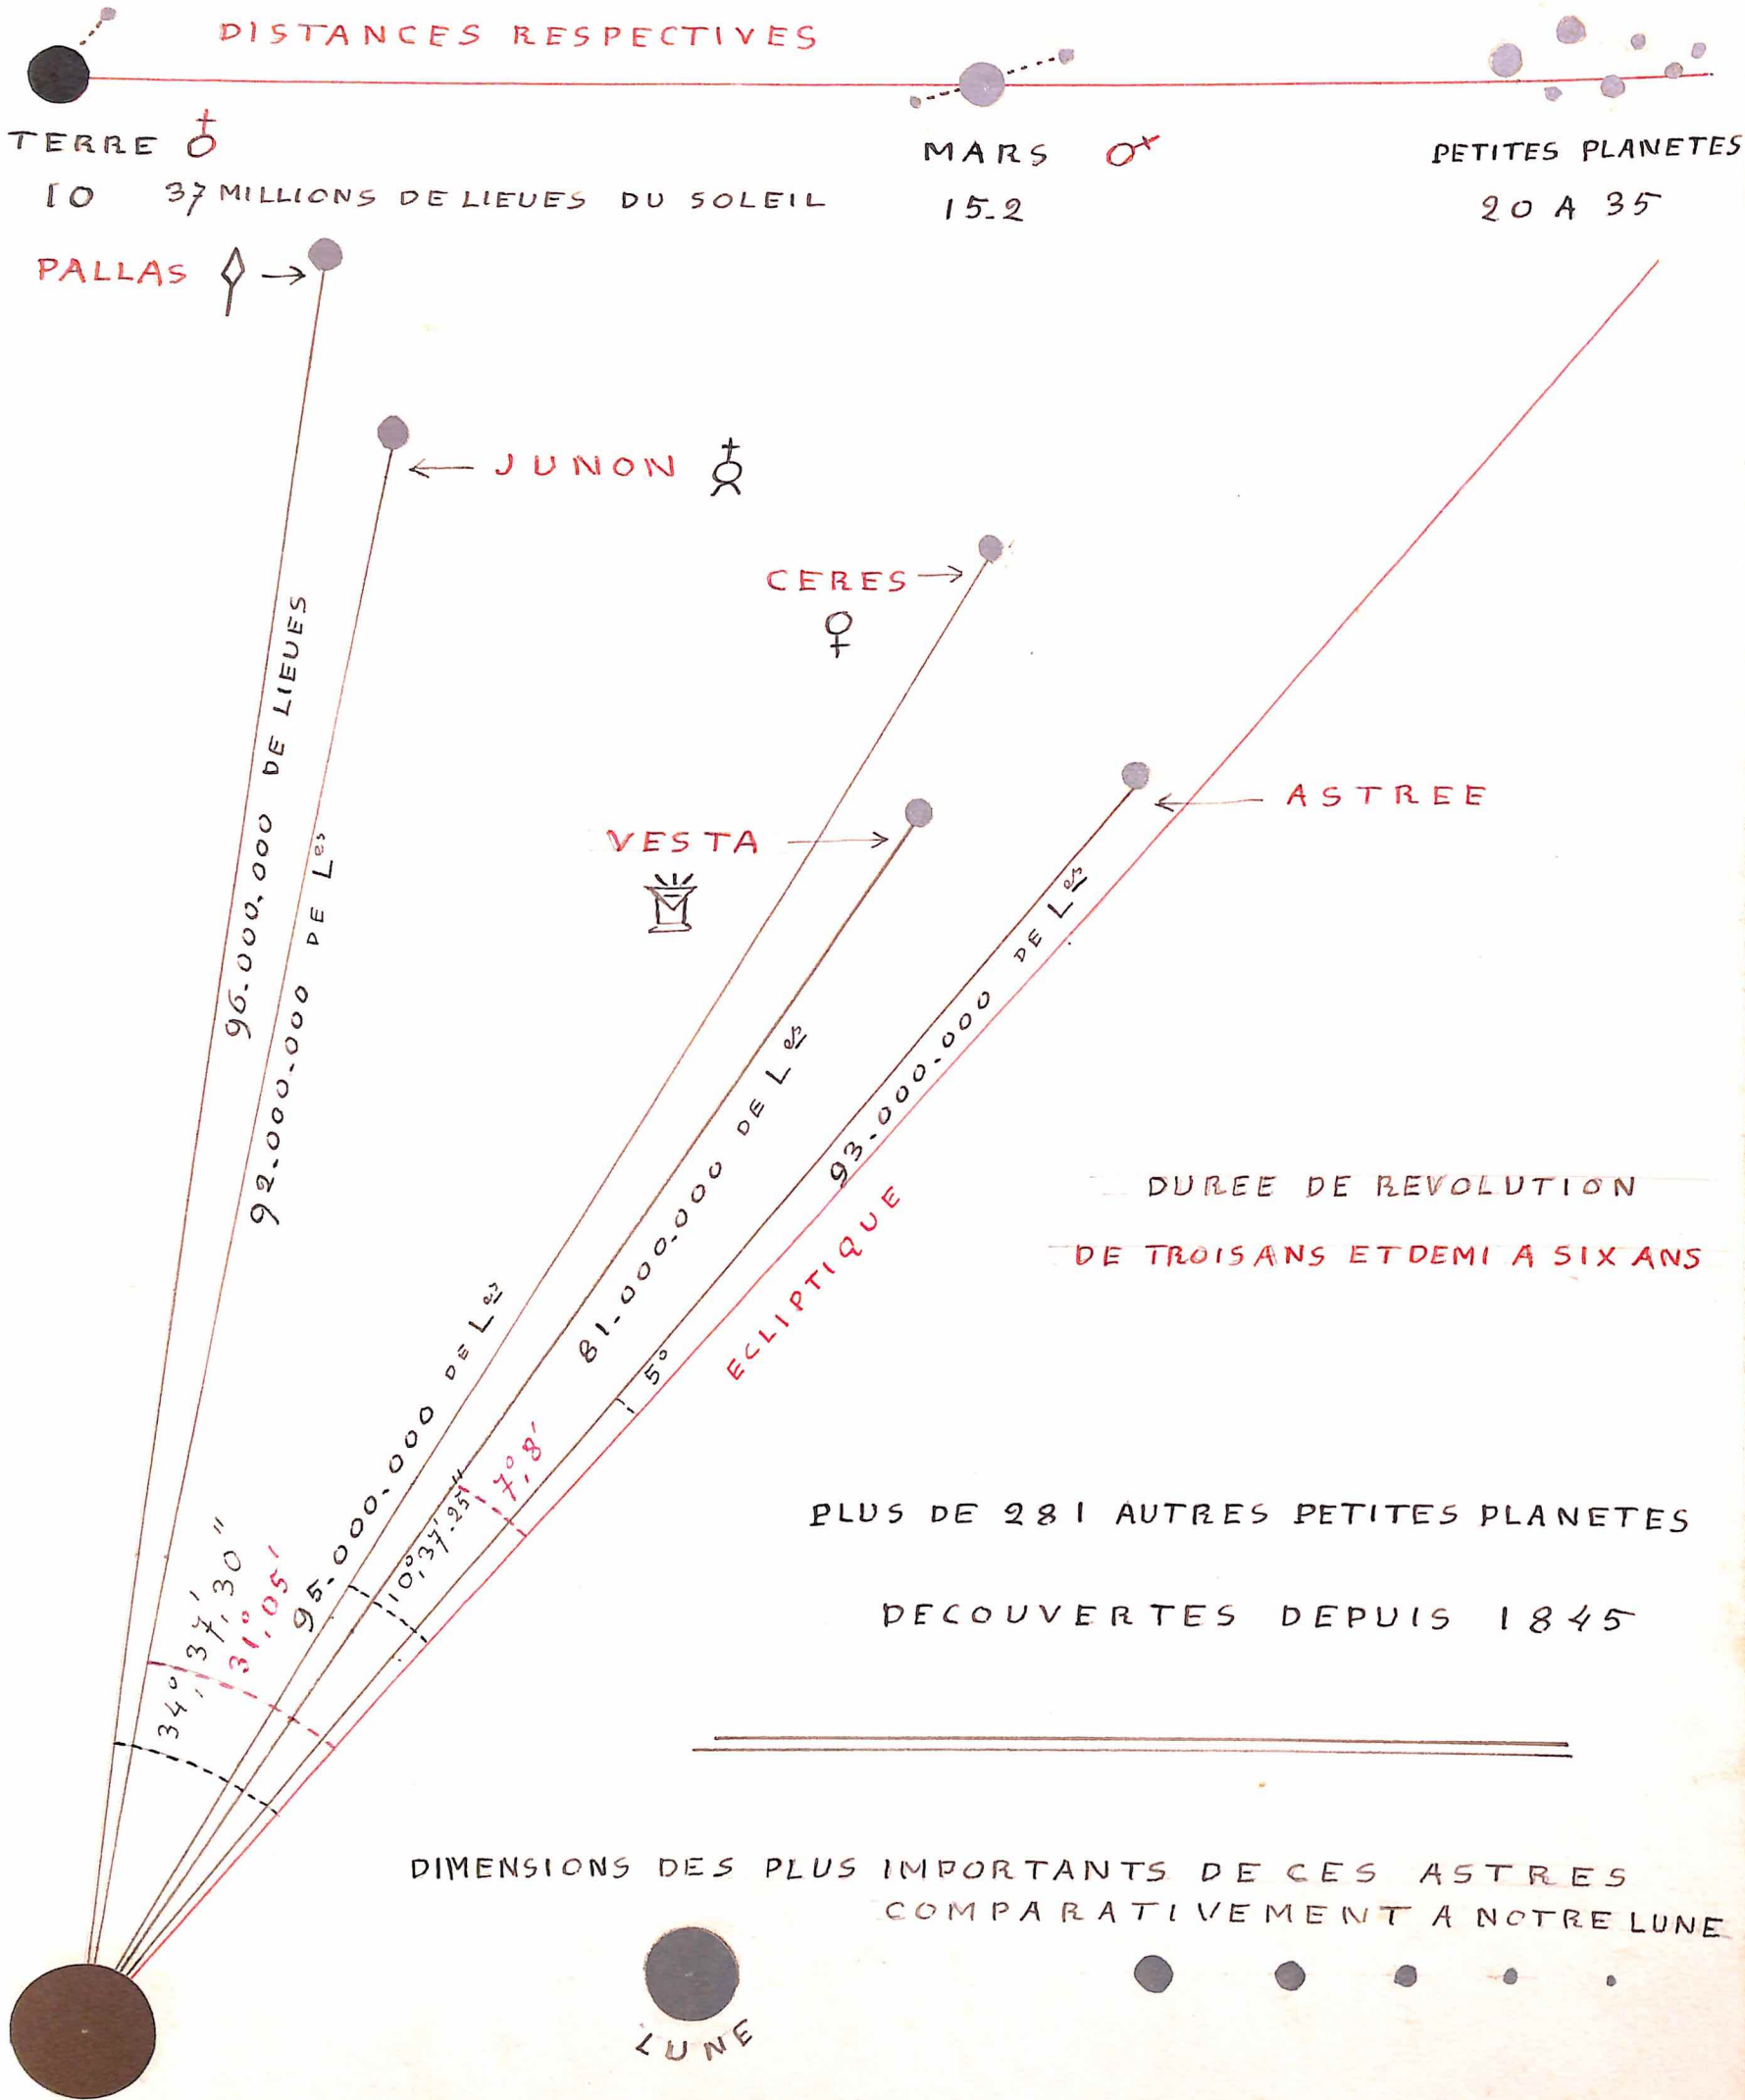 DISTANCES RESPECTIVES
TERRE ♁
MARS ♂
PETITES PLANETES
10 37 MILLIONS DE LIEUES DU SOLEIL
15.2
20 A 35
PALLAS
JUNON
CERES
VESTA
ASTREE
96.000.000 DE LIEUES
92.000.000 DE Les
95.000.000 DE Les
81.000.000 DE Les
93.000.000 DE Les
ECLIPTIQUE
DUREE DE REVOLUTION
DE TROIS ANS ET DEMI A SIX ANS
5°
7°,8'
10°,37'.25"
34°,37',30"
31°,05'
PLUS DE 281 AUTRES PETITES PLANETES
DECOUVERTES DEPUIS 1845
DIMENSIONS DES PLUS IMPORTANTS DE CES ASTRES
COMPARATIVEMENT A NOTRE LUNE
LUNE